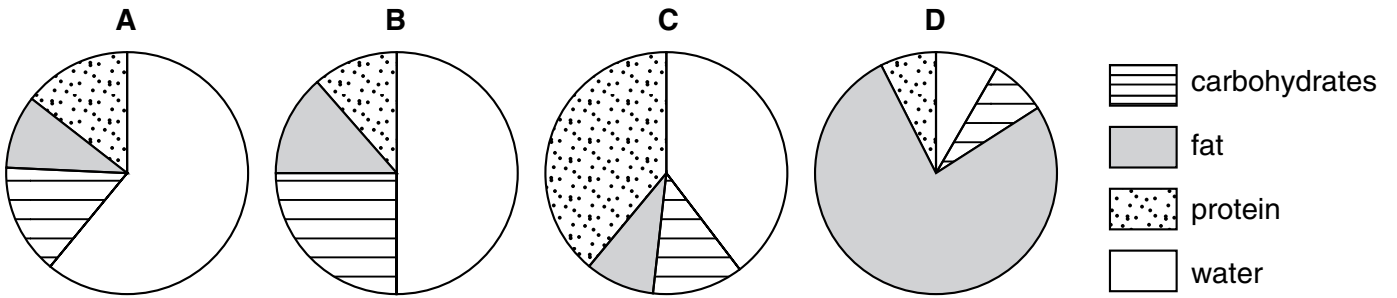 A B C D
carbohydrates
fat
protein
water